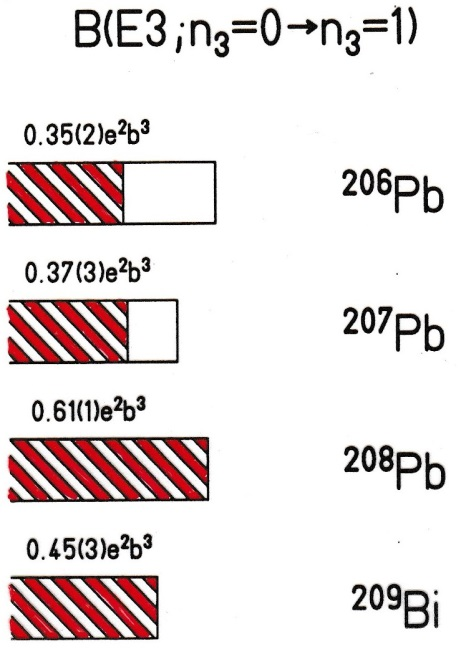 B(E3;n₃=0→n₃=1)
0.35(2)e²b³
²⁰⁶Pb
0.37(3)e²b³
²⁰⁷Pb
0.61(1)e²b³
²⁰⁸Pb
0.45(3)e²b³
²⁰⁹Bi